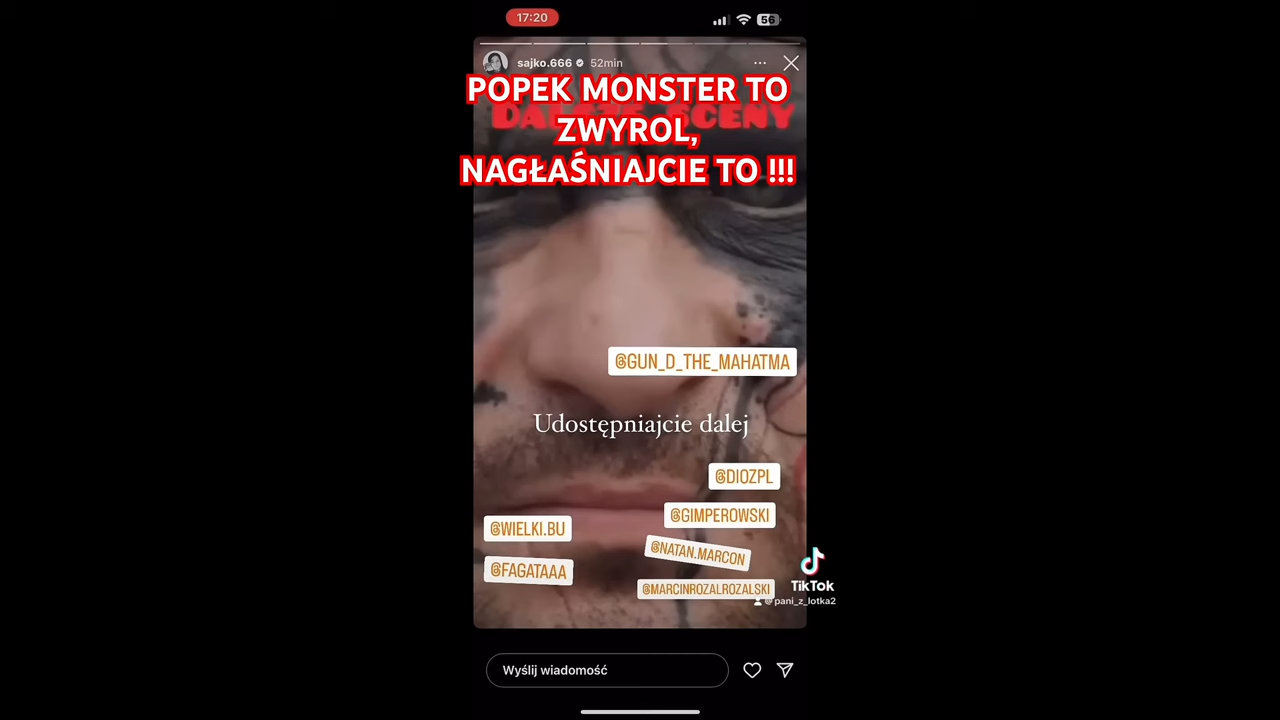 17:20
56
sajko.666 52min
POPEK MONSTER TO
ZWYROL,
NAGŁAŚNIAJCIE TO !!!
SCENY
@GUN_D_THE_MAHATMA
Udostępniajcie dalej
@DIOZPL
@GIMPEROWSKI
@WIELKI.BU
@NATAN.MARCON
@FAGATAAA
@MARCINROZALROZALSKI
TikTok
@pani_z_lotka2
Wyślij wiadomość